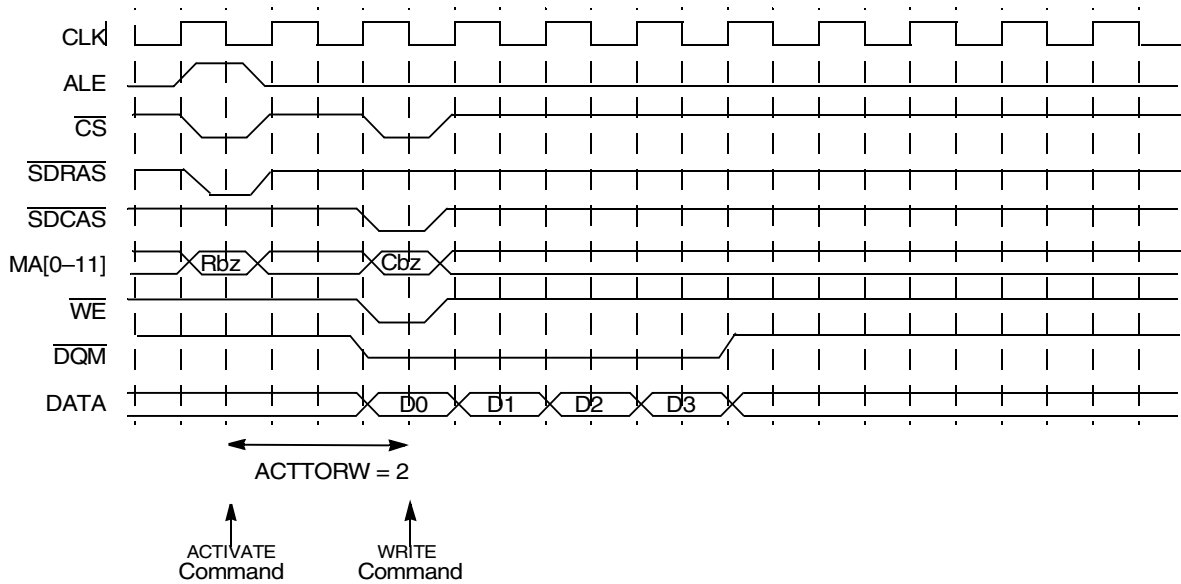 CLK
ALE
CS
SDRAS
SDCAS
MA[0–11] Rbz Cbz
WE
DQM
DATA D0 D1 D2 D3
ACTTORW = 2
ACTIVATE WRITE
Command Command